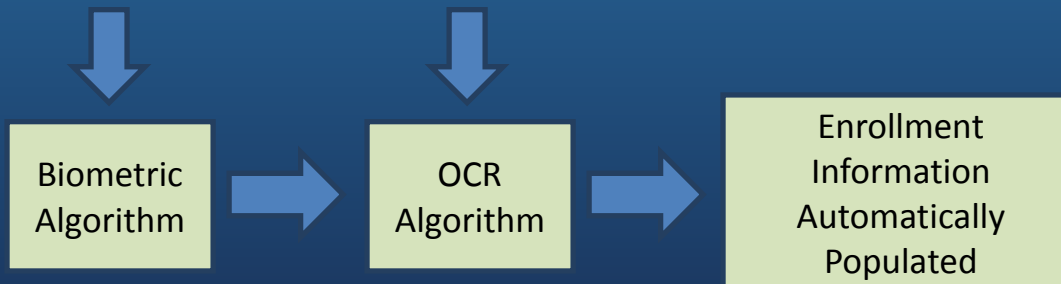 Biometric
Algorithm
OCR
Algorithm
Enrollment
Information
Automatically
Populated